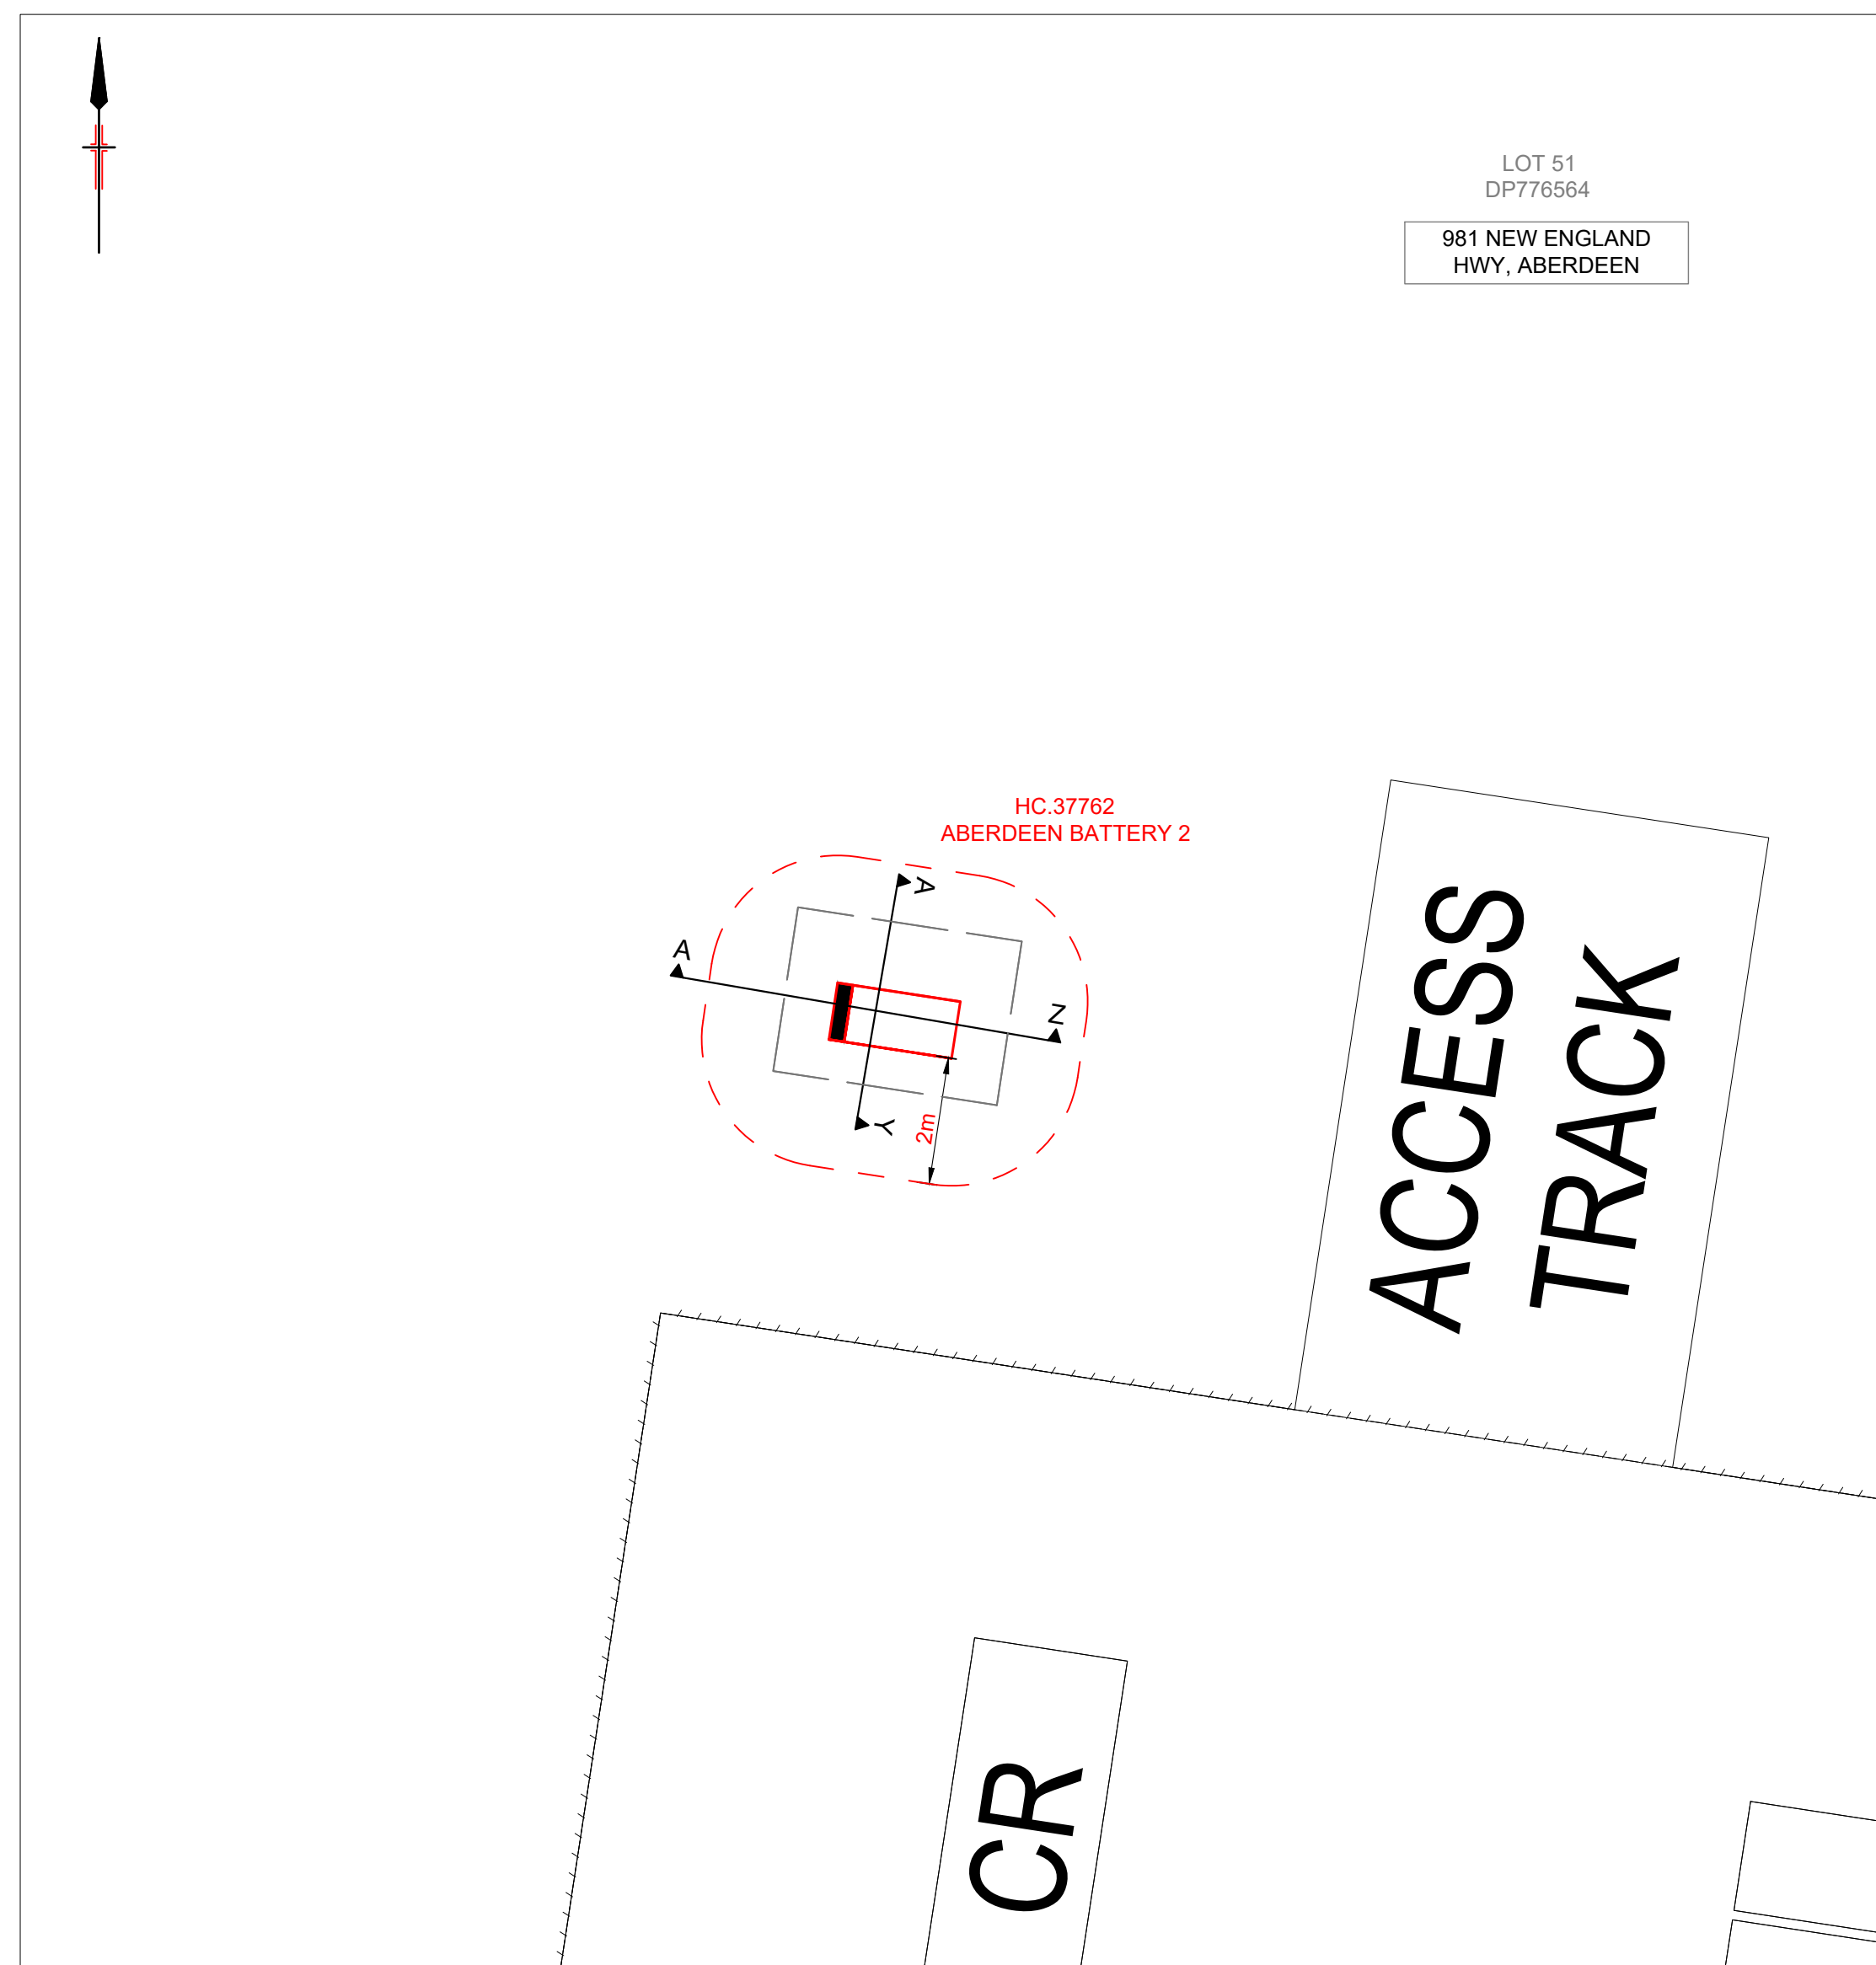 LOT 51
DP776564
981 NEW ENGLAND
HWY, ABERDEEN
HC.37762
ABERDEEN BATTERY 2
A
A
Z
Y
2m
ACCESS
TRACK
CR